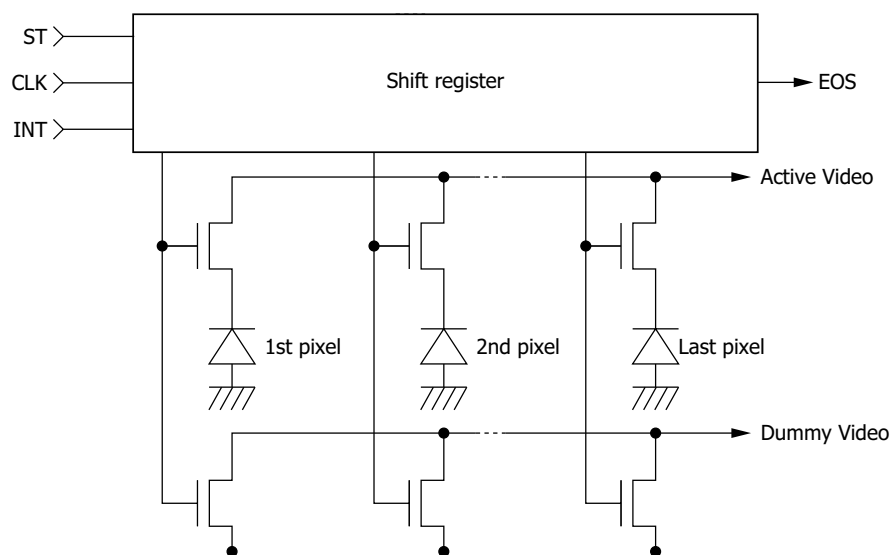 ST
CLK
INT
Shift register
EOS
Active Video
1st pixel
2nd pixel
Last pixel
Dummy Video